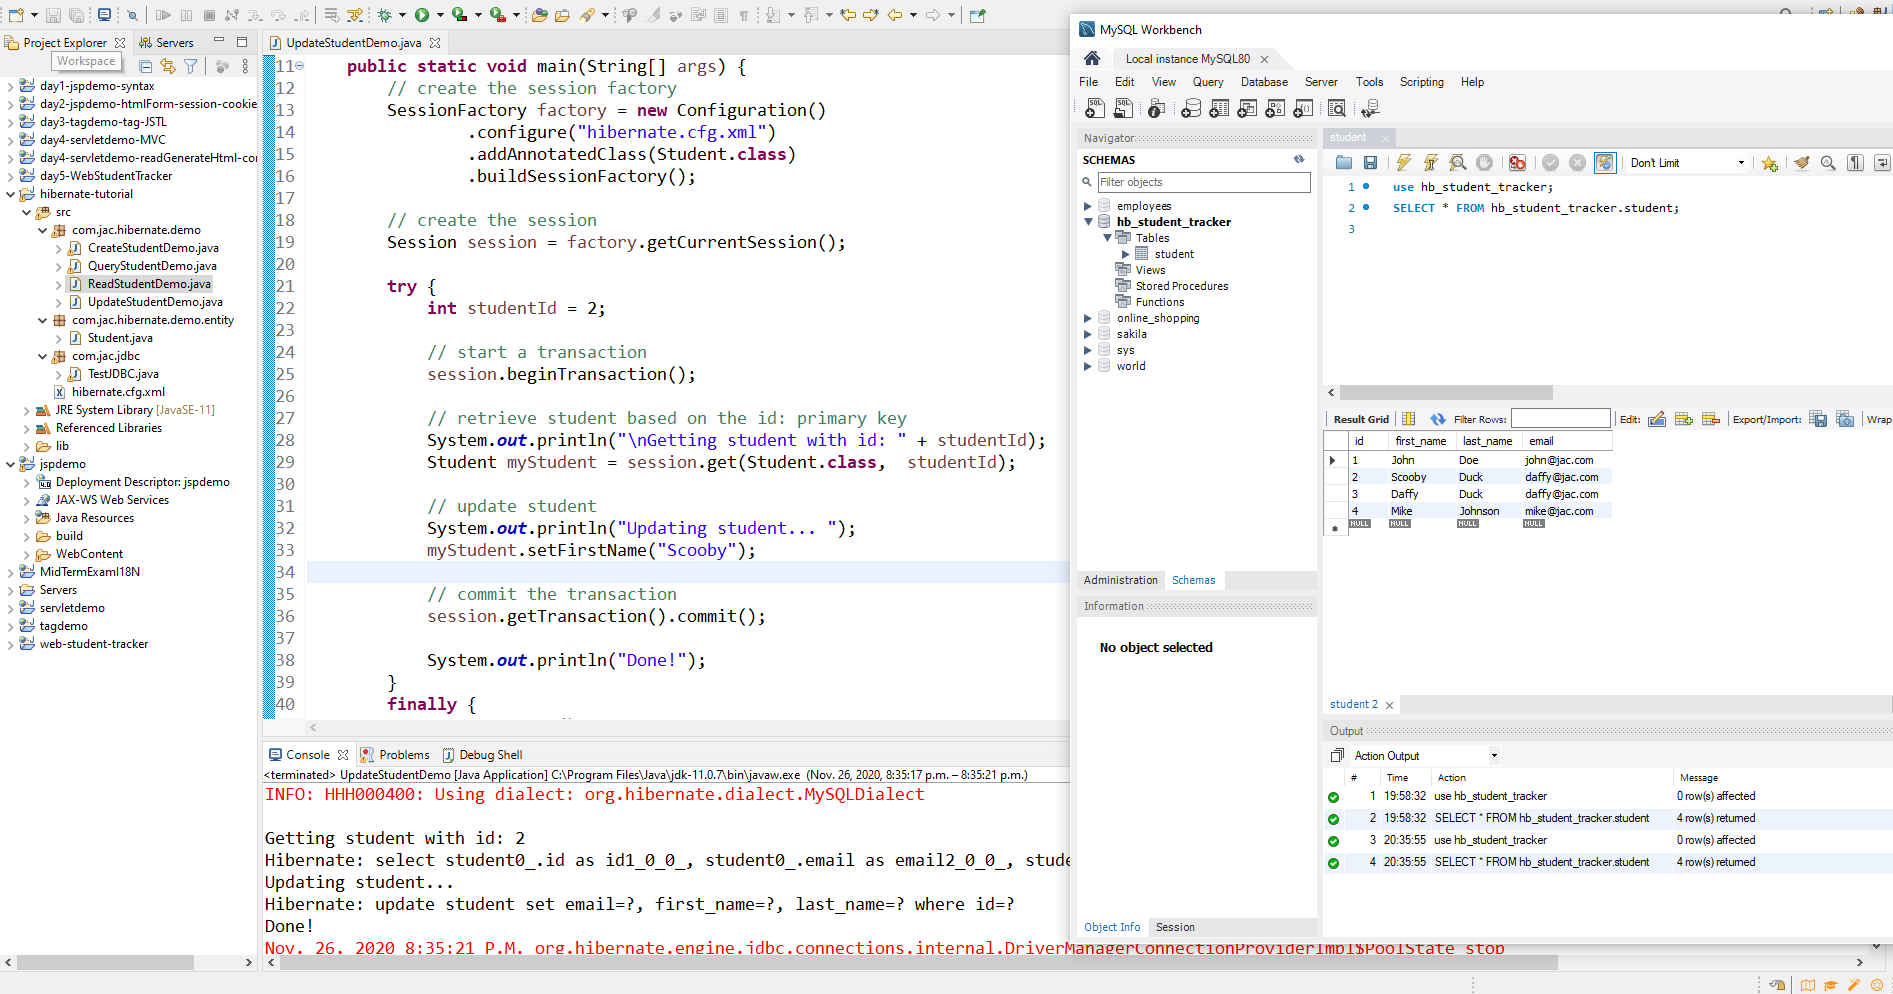 Project Explorer
Servers
Workspace
day1-jspdemo-syntax
day2-jspdemo-htmlForm-session-cookie
day3-tagdemo-tag-JSTL
day4-servletdemo-MVC
day4-servletdemo-readGenerateHtml-co
day5-WebStudentTracker
hibernate-tutorial
src
com.jac.hibernate.demo
CreateStudentDemo.java
QueryStudentDemo.java
ReadStudentDemo.java
UpdateStudentDemo.java
com.jac.hibernate.demo.entity
Student.java
com.jac.jdbc
TestJDBC.java
hibernate.cfg.xml
JRE System Library [JavaSE-11]
Referenced Libraries
lib
jspdemo
Deployment Descriptor: jspdemo
JAX-WS Web Services
Java Resources
build
WebContent
MidTermExamI18N
Servers
servletdemo
tagdemo
web-student-tracker
UpdateStudentDemo.java
11 public static void main(String[] args) {
12 // create the session factory
13 SessionFactory factory = new Configuration()
14 .configure("hibernate.cfg.xml")
15 .addAnnotatedClass(Student.class)
16 .buildSessionFactory();
17
18 // create the session
19 Session session = factory.getCurrentSession();
20
21 try {
22 int studentId = 2;
23
24 // start a transaction
25 session.beginTransaction();
26
27 // retrieve student based on the id: primary key
28 System.out.println("\nGetting student with id: " + studentId);
29 Student myStudent = session.get(Student.class,  studentId);
30
31 // update student
32 System.out.println("Updating student... ");
33 myStudent.setFirstName("Scooby");
34
35 // commit the transaction
36 session.getTransaction().commit();
37
38 System.out.println("Done!");
39 }
40 finally {
Console
Problems
Debug Shell
<terminated> UpdateStudentDemo [Java Application] C:\Program Files\Java\jdk-11.0.7\bin\javaw.exe (Nov. 26, 2020, 8:35:17 p.m. – 8:35:21 p.m.)
INFO: HHH000400: Using dialect: org.hibernate.dialect.MySQLDialect
Getting student with id: 2
Hibernate: select student0_.id as id1_0_0_, student0_.email as email2_0_0_, stude
Updating student...
Hibernate: update student set email=?, first_name=?, last_name=? where id=?
Done!
Nov. 26, 2020 8:35:21 P.M. org.hibernate.engine.jdbc.connections.internal.DriverManagerConnectionProviderImpl$PoolState stop
MySQL Workbench
Local instance MySQL80
File Edit View Query Database Server Tools Scripting Help
Navigator
SCHEMAS
Filter objects
employees
hb_student_tracker
Tables
student
Views
Stored Procedures
Functions
online_shopping
sakila
sys
world
Administration Schemas
Information
No object selected
Object Info Session
student
Don't Limit
1 use hb_student_tracker;
2 SELECT * FROM hb_student_tracker.student;
3
Result Grid Filter Rows: Edit: Export/Import: Wrap
id first_name last_name email
1 John Doe john@jac.com
2 Scooby Duck daffy@jac.com
3 Daffy Duck daffy@jac.com
4 Mike Johnson mike@jac.com
NULL NULL NULL NULL
student 2
Output
Action Output
# Time Action Message
1 19:58:32 use hb_student_tracker 0 row(s) affected
2 19:58:32 SELECT * FROM hb_student_tracker.student 4 row(s) returned
3 20:35:55 use hb_student_tracker 0 row(s) affected
4 20:35:55 SELECT * FROM hb_student_tracker.student 4 row(s) returned